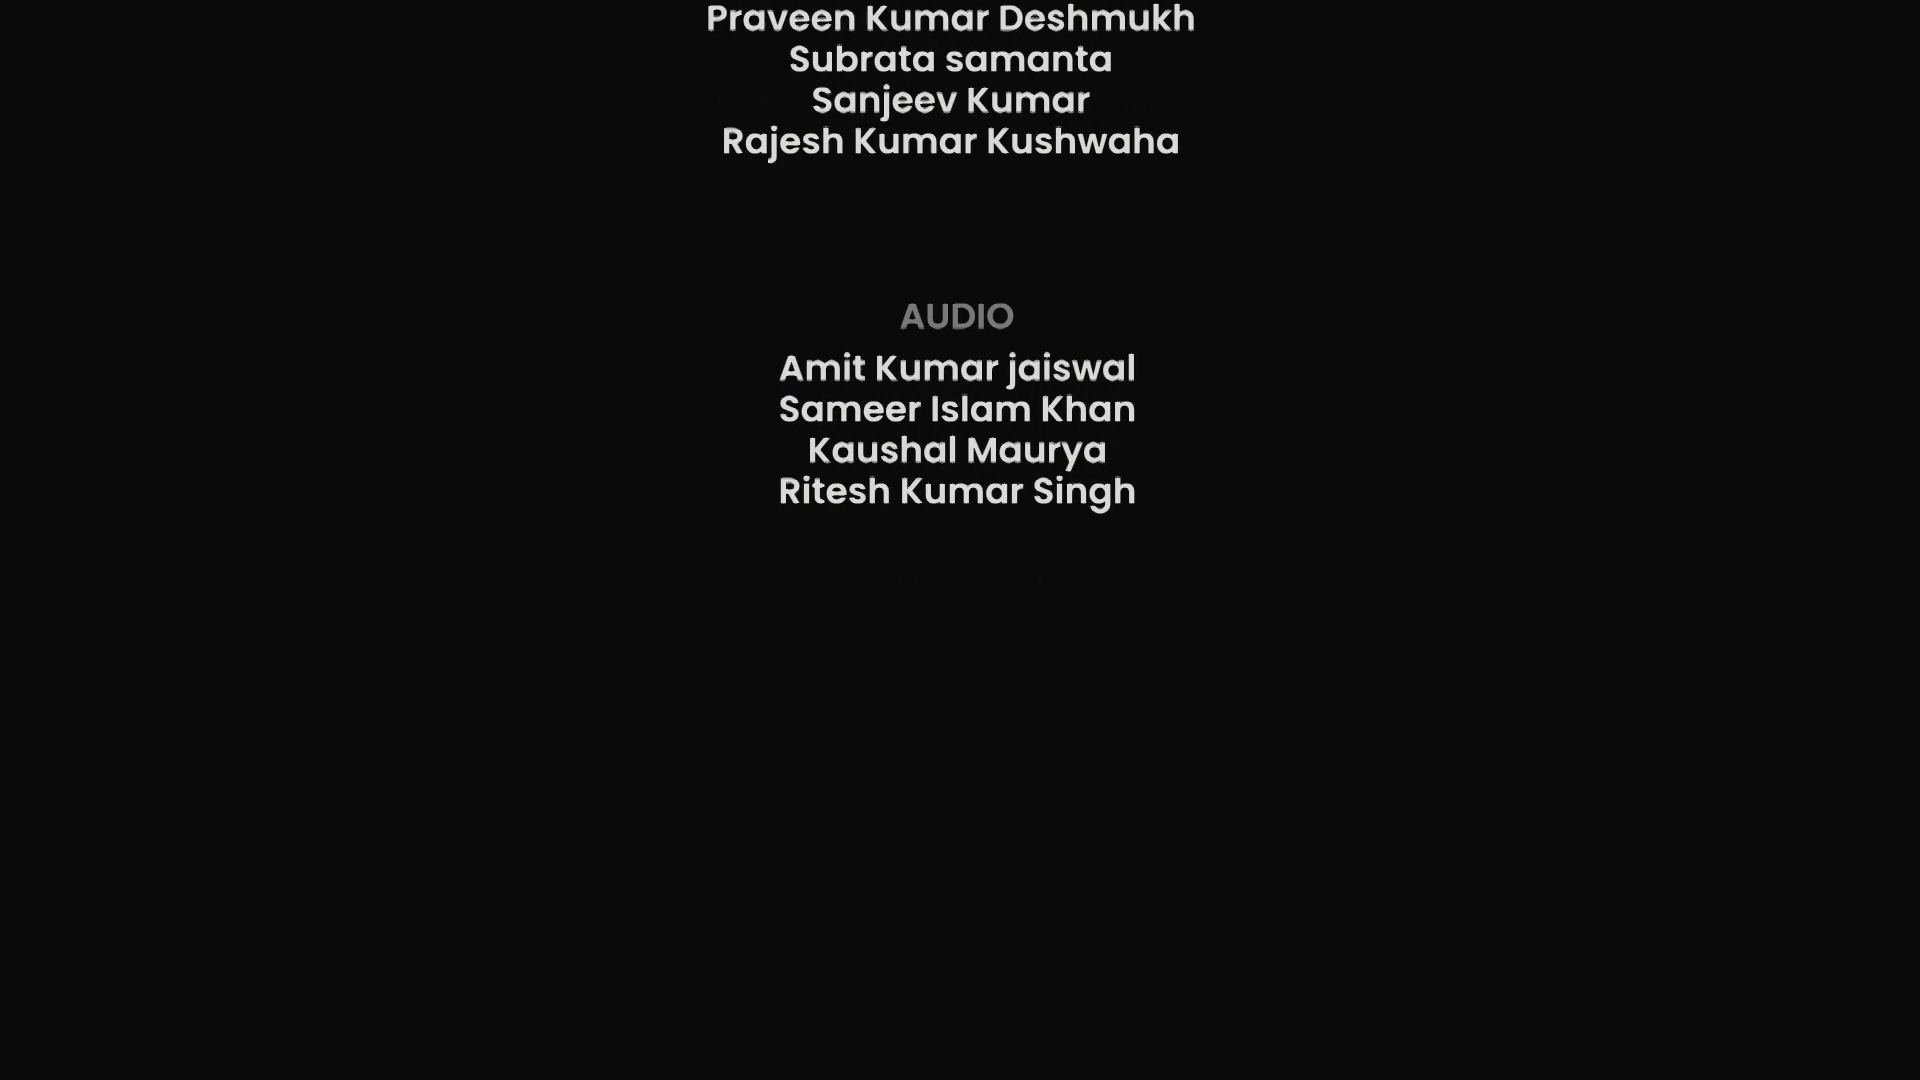 Praveen Kumar Deshmukh
Subrata samanta
Sanjeev Kumar
Rajesh Kumar Kushwaha
AUDIO
Amit Kumar jaiswal
Sameer Islam Khan
Kaushal Maurya
Ritesh Kumar Singh